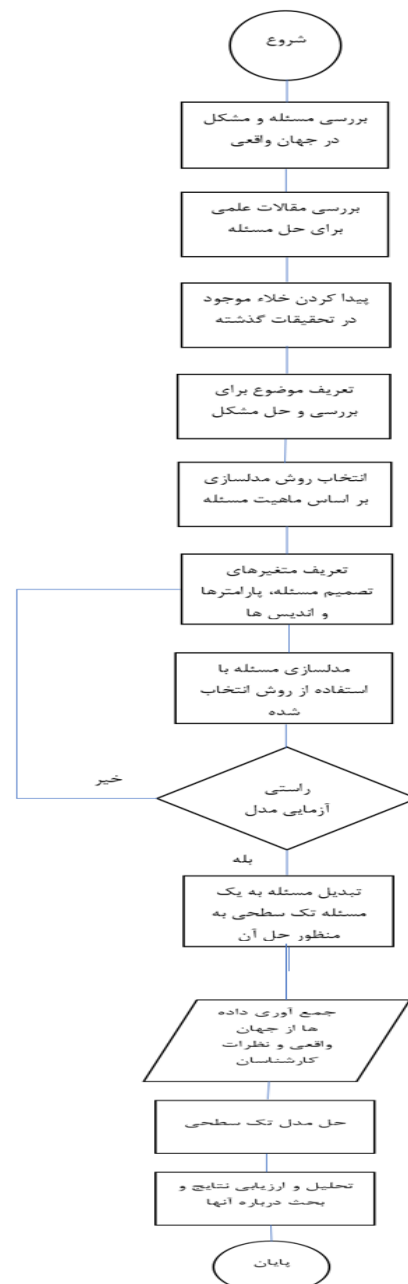 شروع
بررسی مسئله و مشکل
در جهان واقعی
بررسی مقالات علمی
برای حل مسئله
پیدا کردن خلاء موجود
در تحقیقات گذشته
تعریف موضوع برای
بررسی و حل مشکل
انتخاب روش مدلسازی
بر اساس ماهیت مسئله
تعریف متغیرهای
تصمیم مسئله، پارامترها
و اندیس ها
مدلسازی مسئله با
استفاده از روش انتخاب
شده
راستی
آزمایی مدل
خیر
بله
تبدیل مسئله به یک
مسئله تک سطحی به
منظور حل آن
جمع آوری داده
ها از جهان
واقعی و نظرات
کارشناسان
حل مدل تک سطحی
تحلیل و ارزیابی نتایج و
بحث درباره آنها
پایان